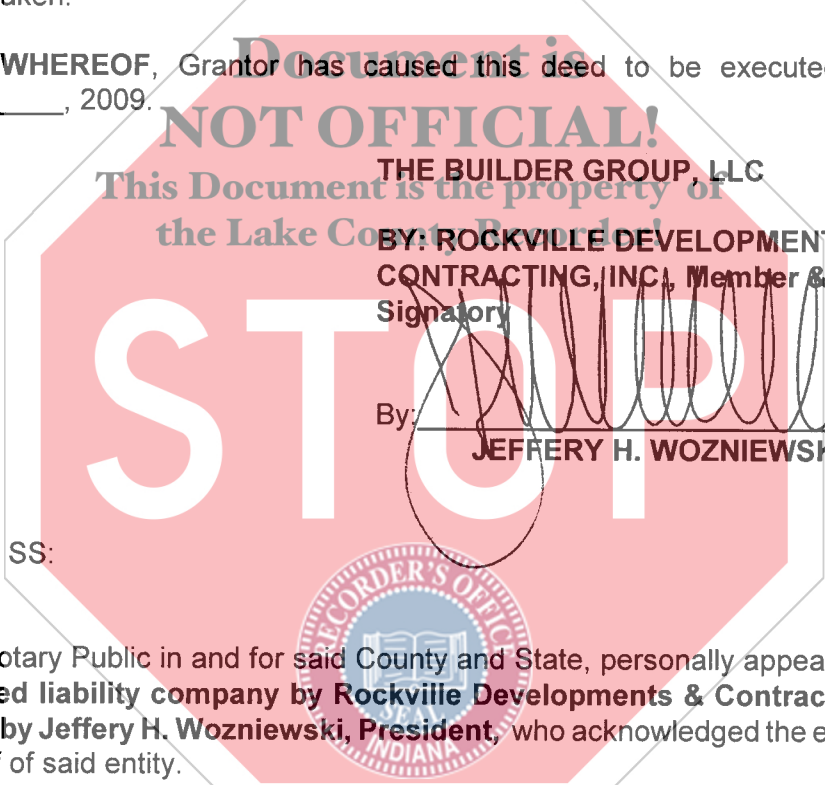 WHEREOF, Grantor has caused this deed to be execute
____, 2009.
Document is
NOT OFFICIAL!
This Document is the property of
the Lake County Recorder!
STOP
THE BUILDER GROUP, LLC
BY: ROCKVILLE DEVELOPMENT
CONTRACTING, INC., Member &
Signatory
By:
JEFFERY H. WOZNIEWSK
SS:
RECORDER'S OFFICE
SEAL
INDIANA
otary Public in and for said County and State, personally appea
ed liability company by Rockville Developments & Contrac
by Jeffery H. Wozniewski, President, who acknowledged the e
f of said entity.